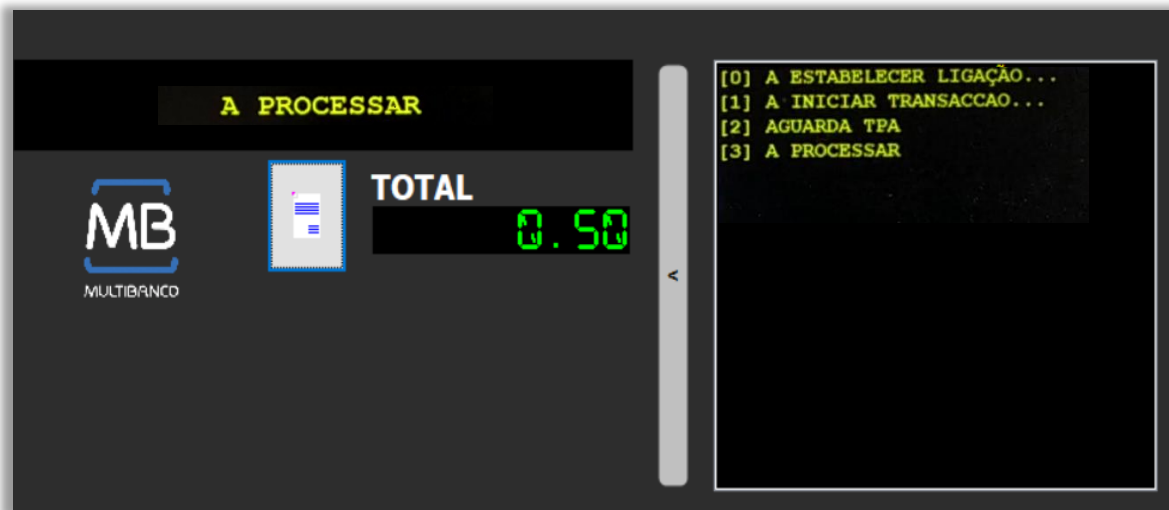 A PROCESSAR
MB
MULTIBANCO
TOTAL
0.50
<
[0] A ESTABELECER LIGAÇÃO...
[1] A INICIAR TRANSACCAO...
[2] AGUARDA TPA
[3] A PROCESSAR